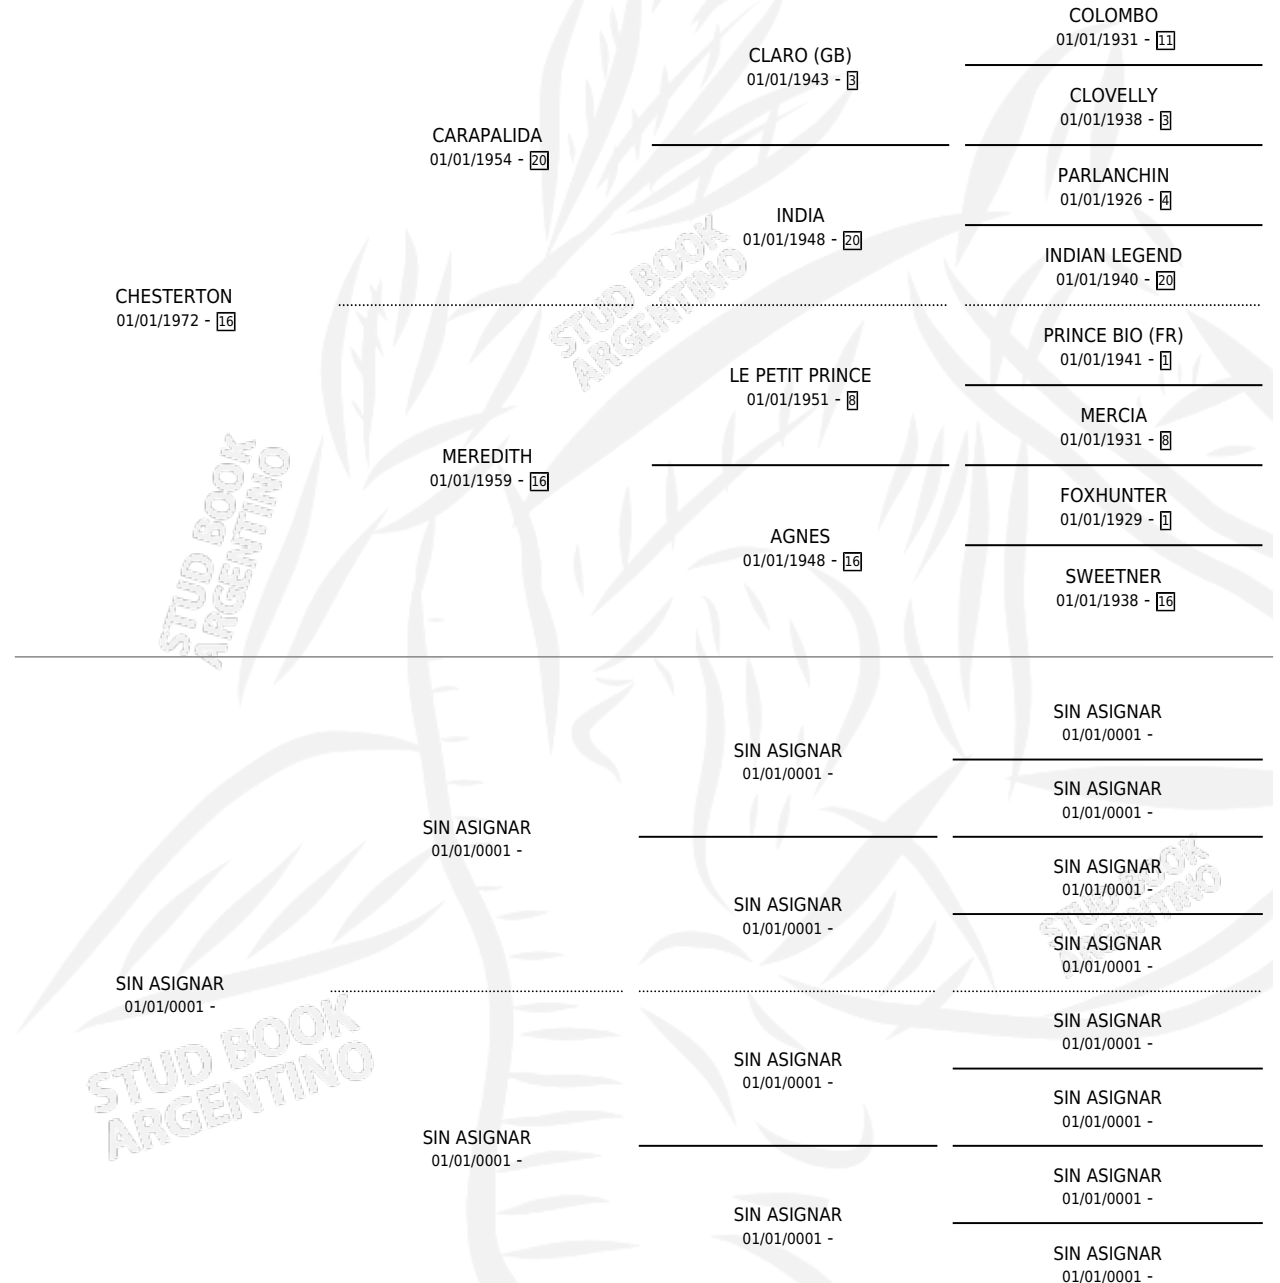 COLOMBO
01/01/1931 - 11
CLARO (GB)
01/01/1943 - 3
CLOVELLY
01/01/1938 - 3
CARAPALIDA
01/01/1954 - 20
PARLANCHIN
01/01/1926 - 4
INDIA
01/01/1948 - 20
INDIAN LEGEND
01/01/1940 - 20
CHESTERTON
01/01/1972 - 16
PRINCE BIO (FR)
01/01/1941 - 1
LE PETIT PRINCE
01/01/1951 - 8
MERCIA
01/01/1931 - 8
MEREDITH
01/01/1959 - 16
FOXHUNTER
01/01/1929 - 1
AGNES
01/01/1948 - 16
SWEETNER
01/01/1938 - 16
STUD BOOK
ARGENTINO
STUD BOOK
ARGENTINO
SIN ASIGNAR
01/01/0001 -
SIN ASIGNAR
01/01/0001 -
SIN ASIGNAR
01/01/0001 -
SIN ASIGNAR
01/01/0001 -
SIN ASIGNAR
01/01/0001 -
SIN ASIGNAR
01/01/0001 -
SIN ASIGNAR
01/01/0001 -
SIN ASIGNAR
01/01/0001 -
SIN ASIGNAR
01/01/0001 -
SIN ASIGNAR
01/01/0001 -
SIN ASIGNAR
01/01/0001 -
SIN ASIGNAR
01/01/0001 -
SIN ASIGNAR
01/01/0001 -
SIN ASIGNAR
01/01/0001 -
SIN ASIGNAR
01/01/0001 -
STUD BOOK
ARGENTINO
STUD BOOK
ARGENTINO